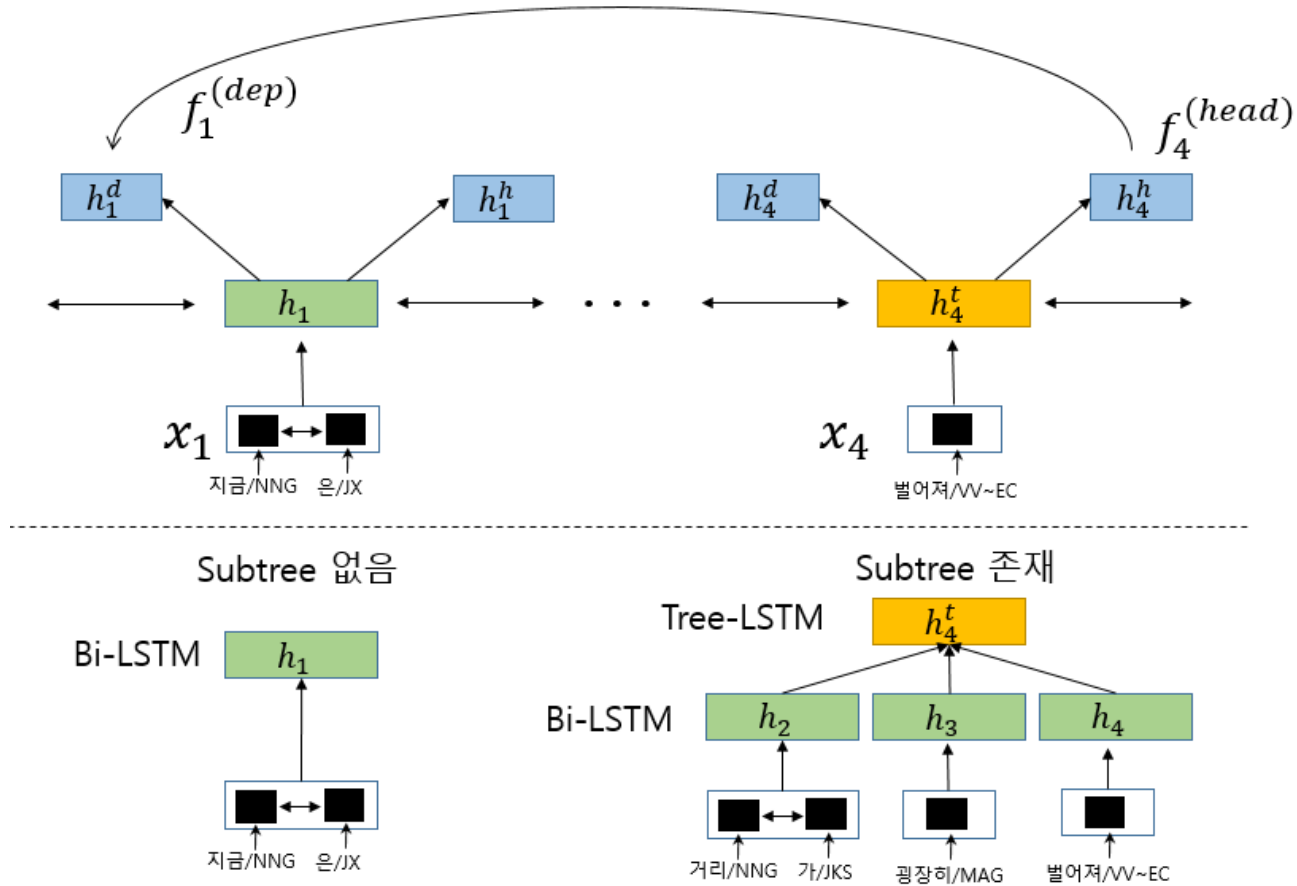 f_1^{(dep)}
f_4^{(head)}
h_1^d h_1^h h_4^d h_4^h
h_1 · · · h_4^t
x_1 x_4
지금/NNG 은/JX 벌어져/VV~EC
Subtree 없음 Subtree 존재
Tree-LSTM h_4^t
Bi-LSTM h_1
Bi-LSTM h_2 h_3 h_4
지금/NNG 은/JX 거리/NNG 가/JKS 굉장히/MAG 벌어져/VV~EC